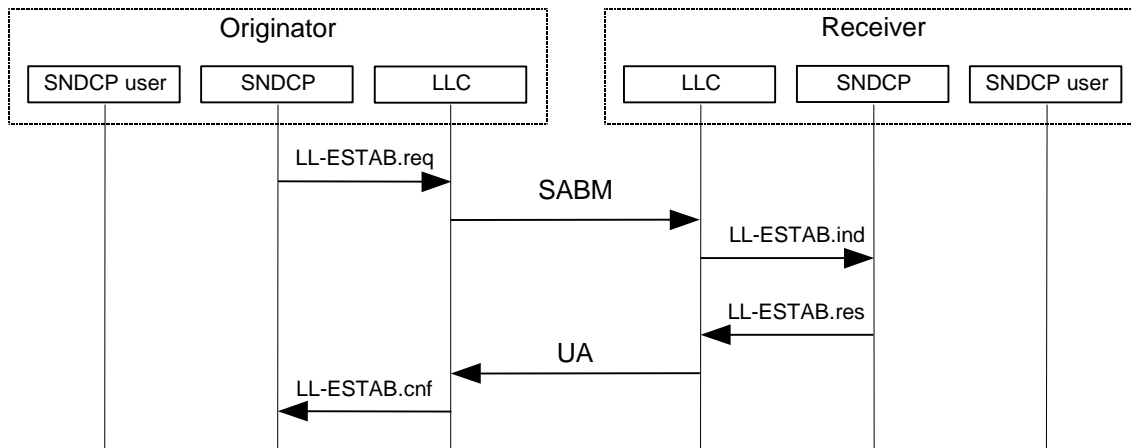 Originator
Receiver
SNDCP user
SNDCP
LLC
LLC
SNDCP
SNDCP user
LL-ESTAB.req
SABM
LL-ESTAB.ind
LL-ESTAB.res
UA
LL-ESTAB.cnf